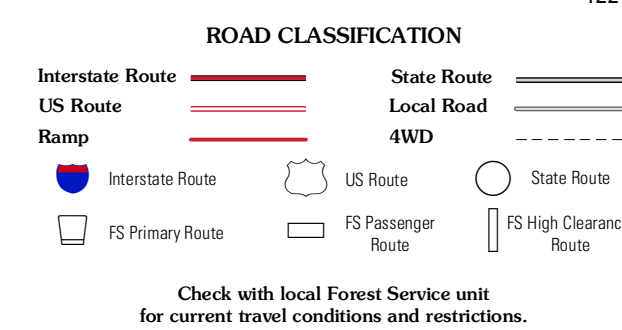 ROAD CLASSIFICATION
Interstate Route State Route
US Route Local Road
Ramp 4WD
Interstate Route US Route State Route
FS Primary Route FS Passenger Route FS High Clearanc Route
Check with local Forest Service unit
for current travel conditions and restrictions.